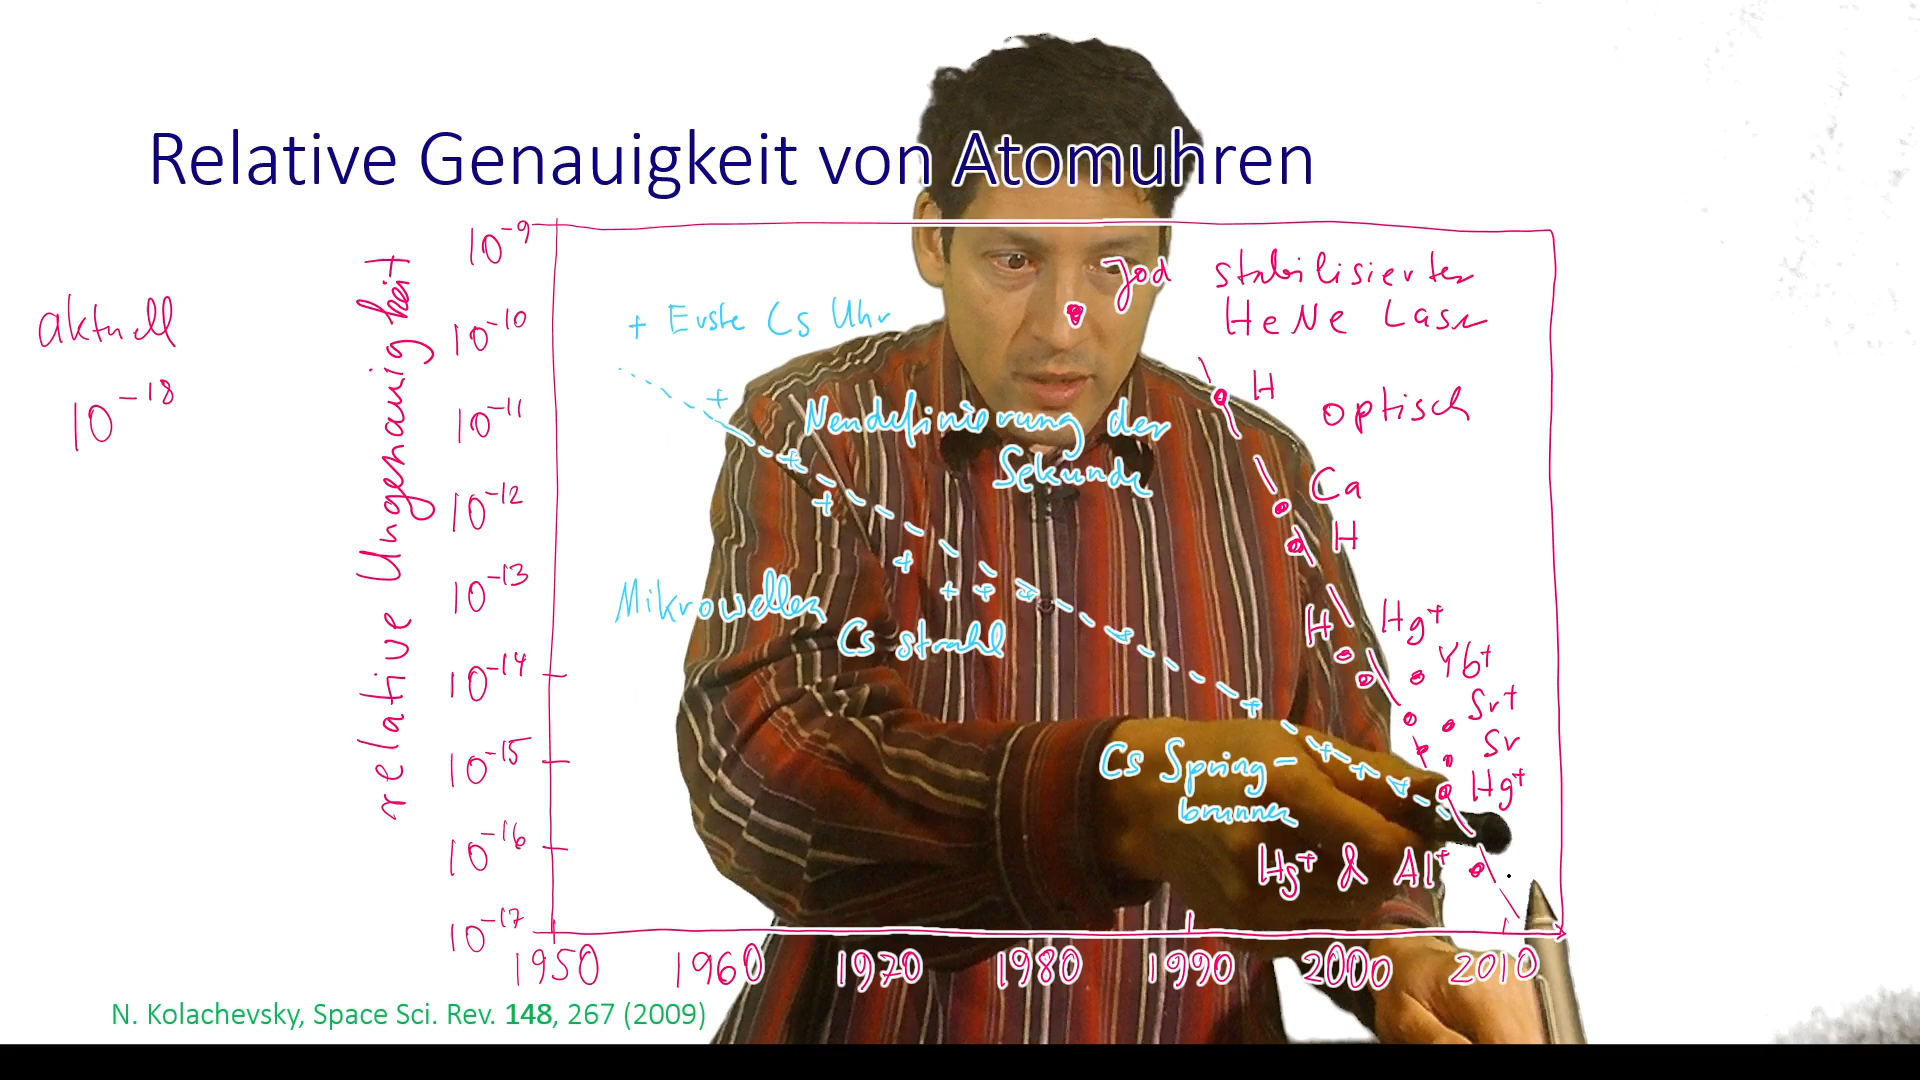 Relative Genauigkeit von Atomuhren
aktuell
10⁻¹⁸
relative Ungenauigkeit
10⁻⁹
10⁻¹⁰
10⁻¹¹
10⁻¹²
10⁻¹³
10⁻¹⁴
10⁻¹⁵
10⁻¹⁶
10⁻¹⁷
Jod stabilisierter
HeNe Laser
+ Erste Cs Uhr
H
optisch
Neudefinierung der
Sekunde
Ca
H
Mikrowellen
Cs Strahl
H
Hg⁺
Yb⁺
Sr⁺
Sr
Hg⁺
Cs Spring-
brunnen
Hg⁺ & Al⁺
1950 1960 1970 1980 1990 2000 2010
N. Kolachevsky, Space Sci. Rev. 148, 267 (2009)